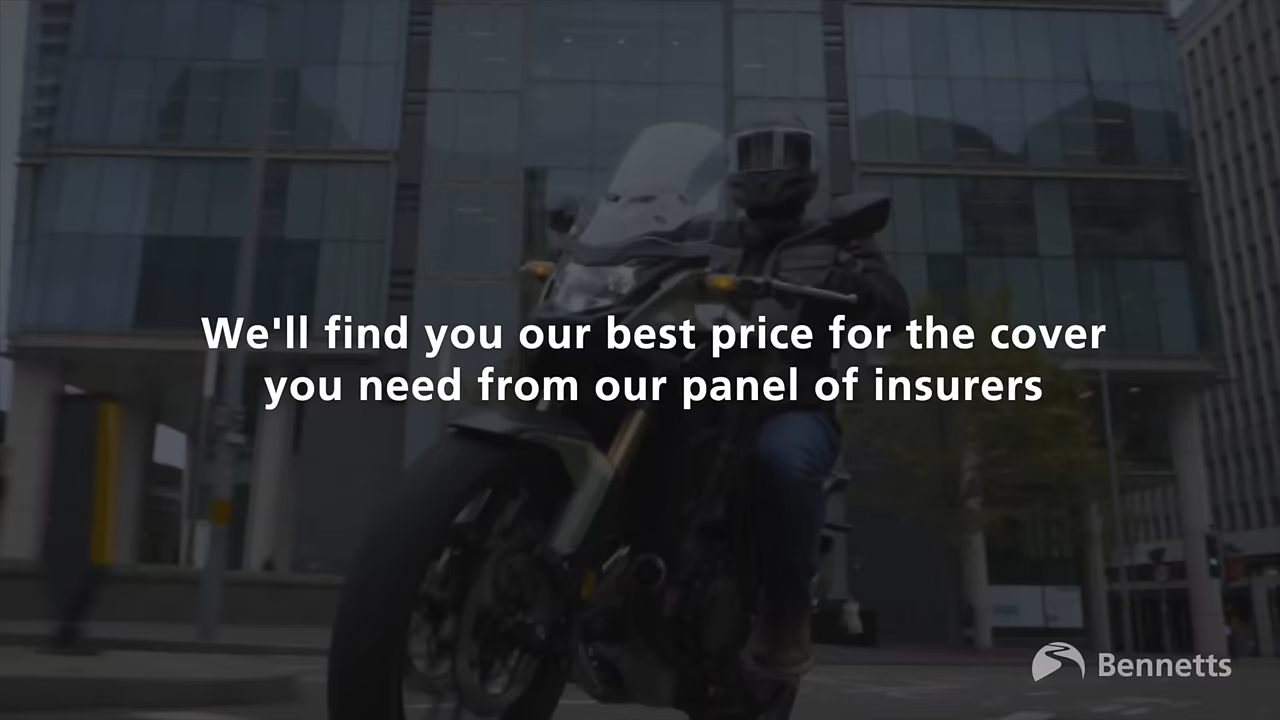 We'll find you our best price for the cover
you need from our panel of insurers
Bennetts